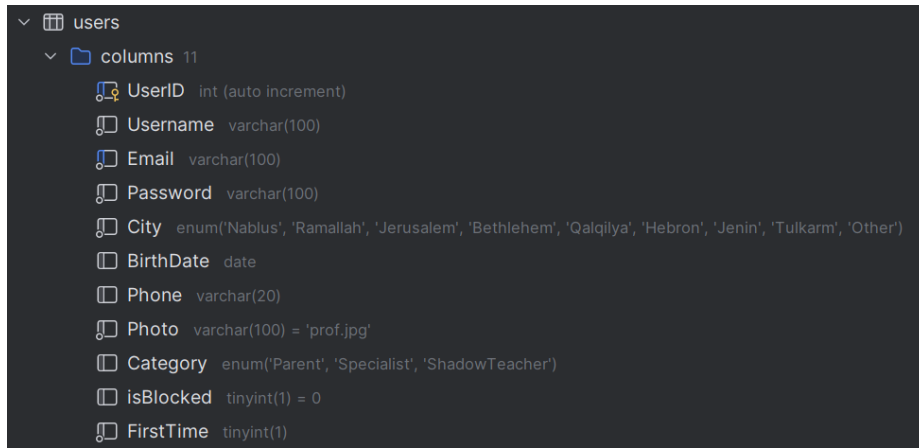 users
columns 11
UserID int (auto increment)
Username varchar(100)
Email varchar(100)
Password varchar(100)
City enum('Nablus', 'Ramallah', 'Jerusalem', 'Bethlehem', 'Qalqilya', 'Hebron', 'Jenin', 'Tulkarm', 'Other')
BirthDate date
Phone varchar(20)
Photo varchar(100) = 'prof.jpg'
Category enum('Parent', 'Specialist', 'ShadowTeacher')
isBlocked tinyint(1) = 0
FirstTime tinyint(1)